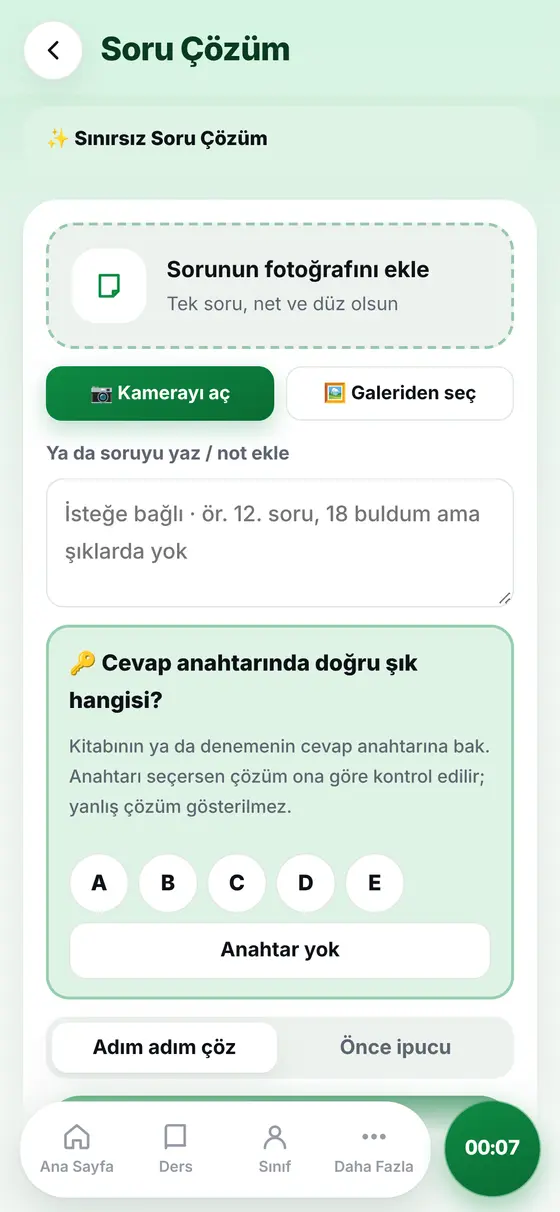 Soru Çözüm
✨ Sınırsız Soru Çözüm
Sorunun fotoğrafını ekle
Tek soru, net ve düz olsun
📷 Kamerayı aç
🖼️ Galeriden seç
Ya da soruyu yaz / not ekle
İsteğe bağlı · ör. 12. soru, 18 buldum ama
şıklarda yok
🔑 Cevap anahtarında doğru şık
hangisi?
Kitabının ya da denemenin cevap anahtarına bak.
Anahtarı seçersen çözüm ona göre kontrol edilir;
yanlış çözüm gösterilmez.
A B C D E
Anahtar yok
Adım adım çöz
Önce ipucu
Ana Sayfa
Ders
Sınıf
Daha Fazla
00:07